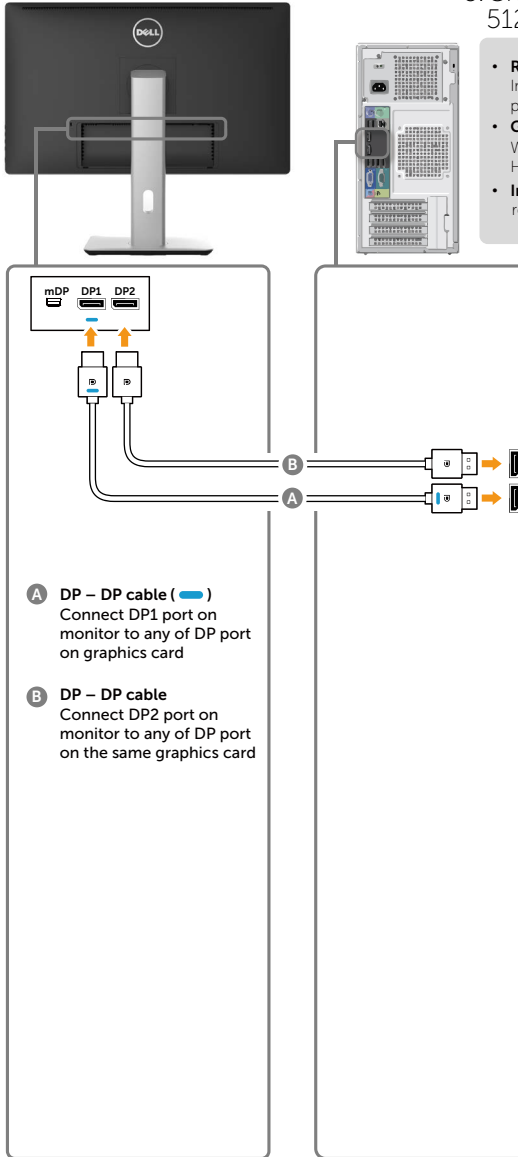 DELL
512
mDP DP1 DP2
B
A
A DP – DP cable ( )
Connect DP1 port on
monitor to any of DP port
on graphics card
B DP – DP cable
Connect DP2 port on
monitor to any of DP port
on the same graphics card